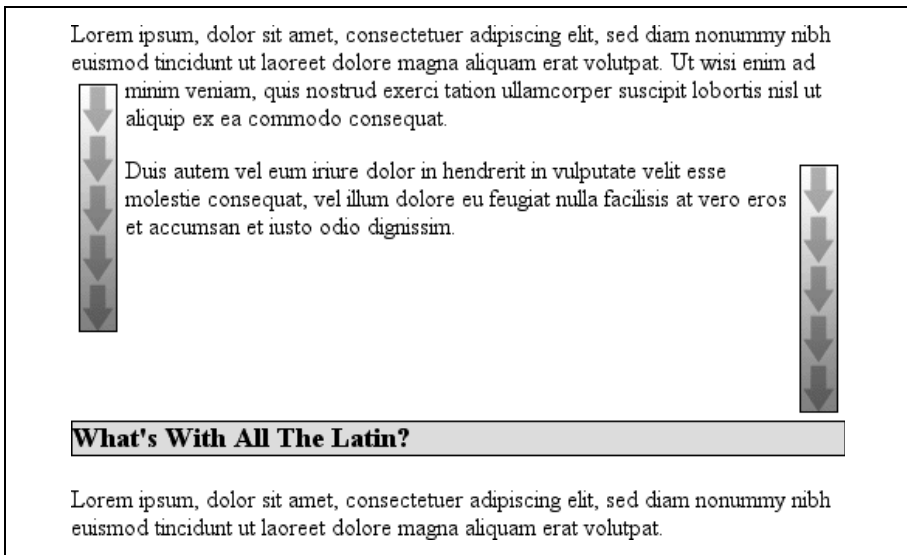 Lorem ipsum, dolor sit amet, consectetuer adipiscing elit, sed diam nonummy nibh
euismod tincidunt ut laoreet dolore magna aliquam erat volutpat. Ut wisi enim ad
minim veniam, quis nostrud exerci tation ullamcorper suscipit lobortis nisl ut
aliquip ex ea commodo consequat.
Duis autem vel eum iriure dolor in hendrerit in vulputate velit esse
molestie consequat, vel illum dolore eu feugiat nulla facilisis at vero eros
et accumsan et iusto odio dignissim.
What's With All The Latin?
Lorem ipsum, dolor sit amet, consectetuer adipiscing elit, sed diam nonummy nibh
euismod tincidunt ut laoreet dolore magna aliquam erat volutpat.